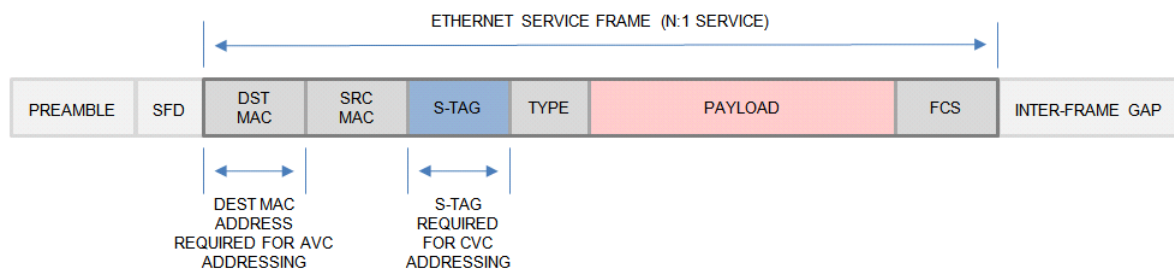 ETHERNET SERVICE FRAME (N:1 SERVICE)
PREAMBLE
SFD
DST
MAC
SRC
MAC
S-TAG
TYPE
PAYLOAD
FCS
INTER-FRAME GAP
DEST MAC
ADDRESS
REQUIRED FOR AVC
ADDRESSING
S-TAG
REQUIRED
FOR CVC
ADDRESSING